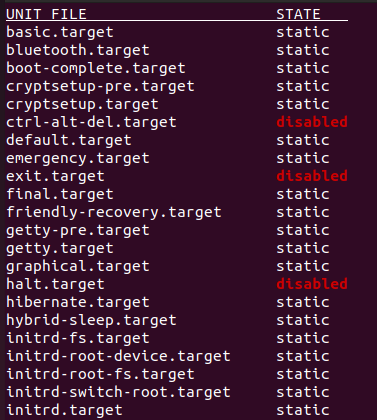 UNIT FILE STATE
basic.target static
bluetooth.target static
boot-complete.target static
cryptsetup-pre.target static
cryptsetup.target static
ctrl-alt-del.target disabled
default.target static
emergency.target static
exit.target disabled
final.target static
friendly-recovery.target static
getty-pre.target static
getty.target static
graphical.target static
halt.target disabled
hibernate.target static
hybrid-sleep.target static
initrd-fs.target static
initrd-root-device.target static
initrd-root-fs.target static
initrd-switch-root.target static
initrd.target static